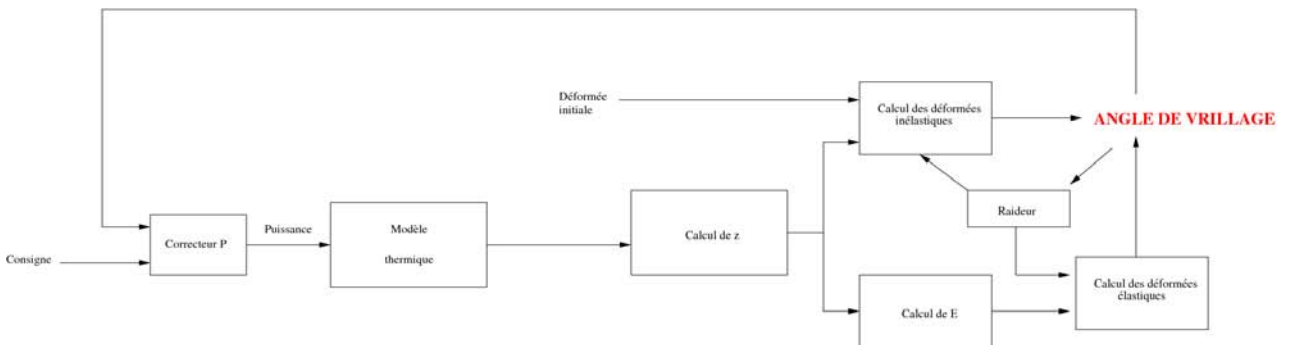 Déformée
initiale
Calcul des déformées
inélastiques
ANGLE DE VRILLAGE
Raideur
Puissance
Modèle
thermique
Calcul de z
Correcteur P
Consigne
Calcul de E
Calcul des déformées
élastiques